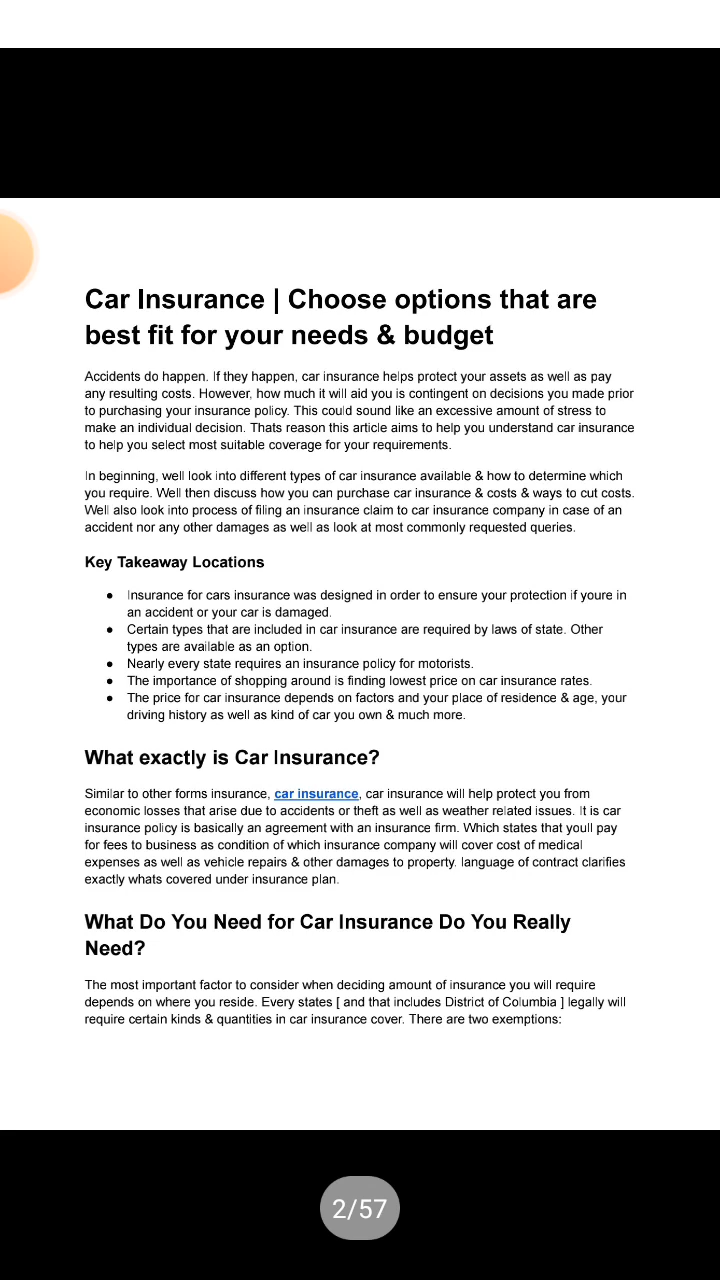 Car Insurance | Choose options that are
best fit for your needs & budget
Accidents do happen. If they happen, car insurance helps protect your assets as well as pay
any resulting costs. However, how much it will aid you is contingent on decisions you made prior
to purchasing your insurance policy. This could sound like an excessive amount of stress to
make an individual decision. Thats reason this article aims to help you understand car insurance
to help you select most suitable coverage for your requirements.
In beginning, well look into different types of car insurance available & how to determine which
you require. Well then discuss how you can purchase car insurance & costs & ways to cut costs.
Well also look into process of filing an insurance claim to car insurance company in case of an
accident nor any other damages as well as look at most commonly requested queries.
Key Takeaway Locations
● Insurance for cars insurance was designed in order to ensure your protection if youre in
an accident or your car is damaged.
● Certain types that are included in car insurance are required by laws of state. Other
types are available as an option.
● Nearly every state requires an insurance policy for motorists.
● The importance of shopping around is finding lowest price on car insurance rates.
● The price for car insurance depends on factors and your place of residence & age, your
driving history as well as kind of car you own & much more.
What exactly is Car Insurance?
Similar to other forms insurance, car insurance, car insurance will help protect you from
economic losses that arise due to accidents or theft as well as weather related issues. It is car
insurance policy is basically an agreement with an insurance firm. Which states that youll pay
for fees to business as condition of which insurance company will cover cost of medical
expenses as well as vehicle repairs & other damages to property. language of contract clarifies
exactly whats covered under insurance plan.
What Do You Need for Car Insurance Do You Really
Need?
The most important factor to consider when deciding amount of insurance you will require
depends on where you reside. Every states [ and that includes District of Columbia ] legally will
require certain kinds & quantities in car insurance cover. There are two exemptions:
2/57